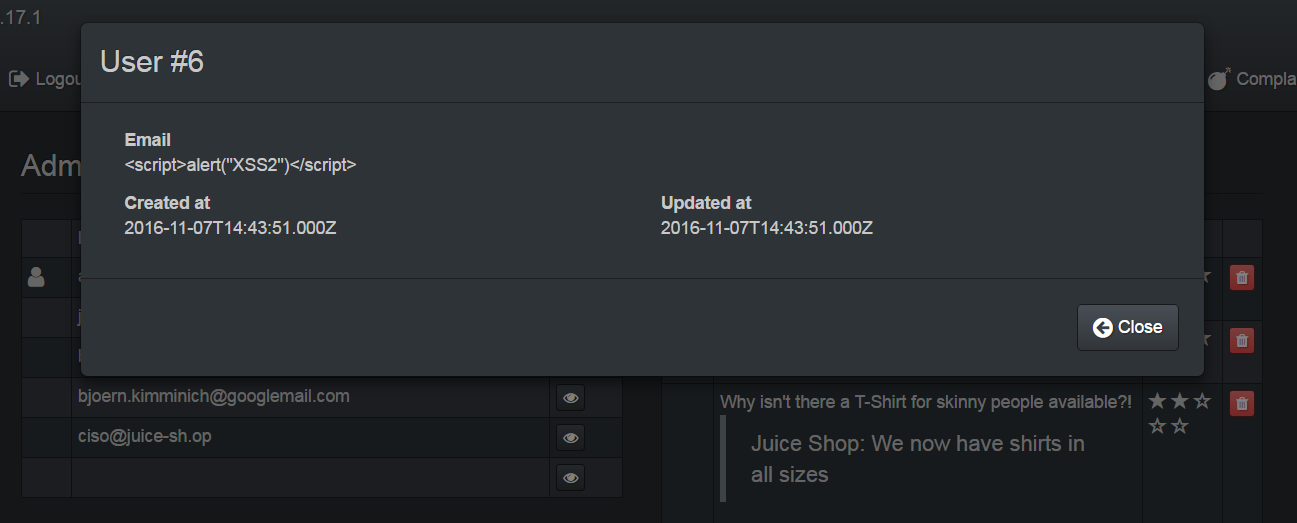 .17.1
User #6
Logou
Compla
Email
<script>alert("XSS2")</script>
Adm
Created at
Updated at
2016-11-07T14:43:51.000Z
2016-11-07T14:43:51.000Z
Close
bjoern.kimminich@googlemail.com
ciso@juice-sh.op
Why isn't there a T-Shirt for skinny people available?!
Juice Shop: We now have shirts in
all sizes